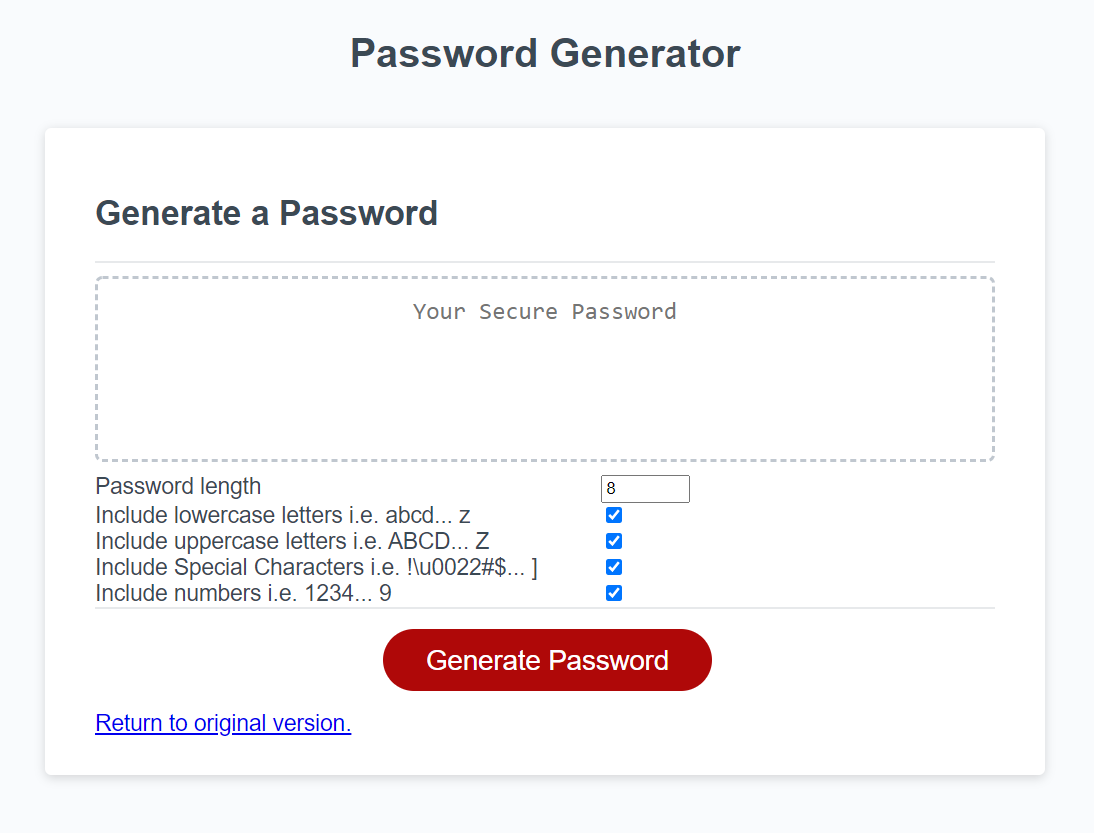 Password Generator
Generate a Password
Your Secure Password
Password length 8
Include lowercase letters i.e. abcd... z
Include uppercase letters i.e. ABCD... Z
Include Special Characters i.e. !\u0022#$... ]
Include numbers i.e. 1234... 9
Generate Password
Return to original version.